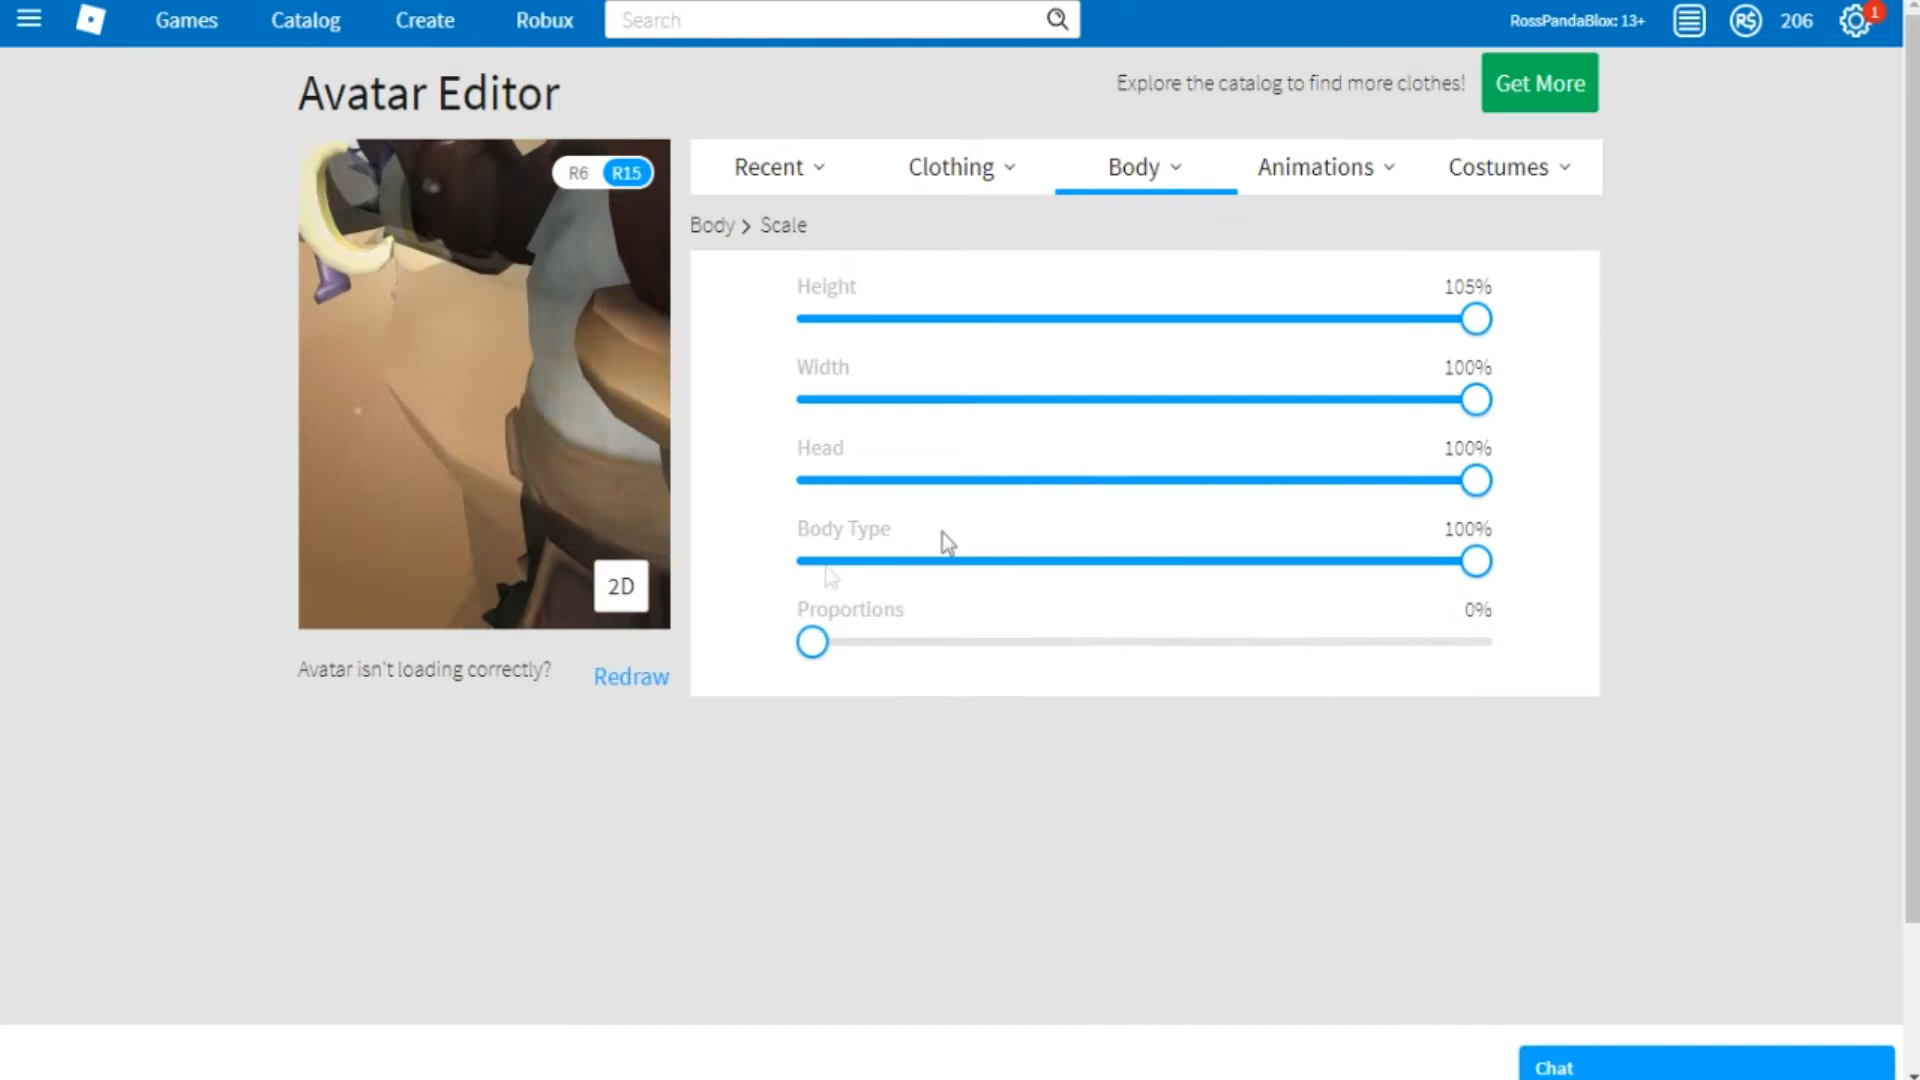 Games
Catalog
Create
Robux
Search
RossPandaBlox: 13+
R$
206
1
Avatar Editor
Explore the catalog to find more clothes!
Get More
R6
R15
Recent
Clothing
Body
Animations
Costumes
Body > Scale
Height
105%
Width
100%
Head
100%
Body Type
100%
Proportions
0%
2D
Avatar isn't loading correctly?
Redraw
Chat